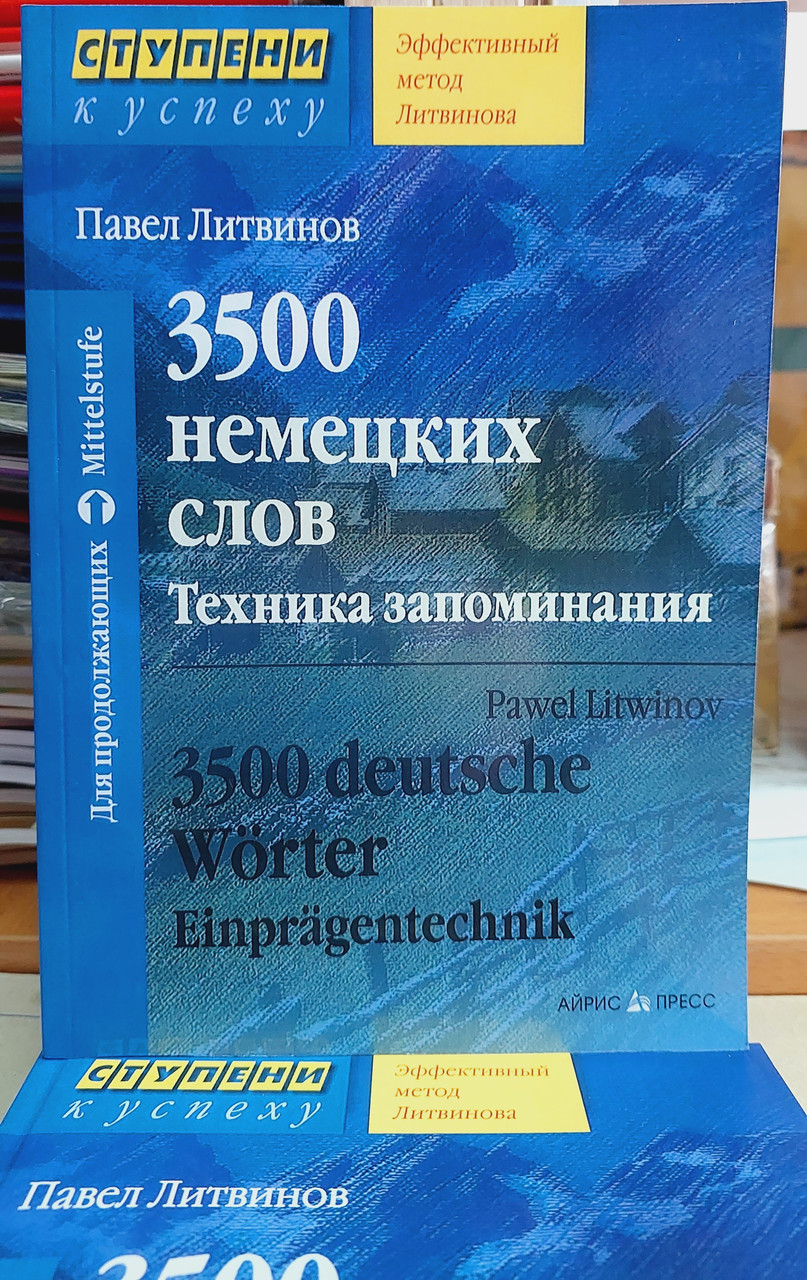 СТУПЕНИ
к успеху
Эффективный
метод
Литвинова
Павел Литвинов
3500
немецких
слов
Техника запоминания
Для продолжающих Mittelstufe
Pawel Litwinov
3500 deutsche
Wörter
Einprägentechnik
АЙРИС ПРЕСС
СТУПЕНИ
к успеху
Эффективный
метод
Литвинова
Павел Литвинов
3500